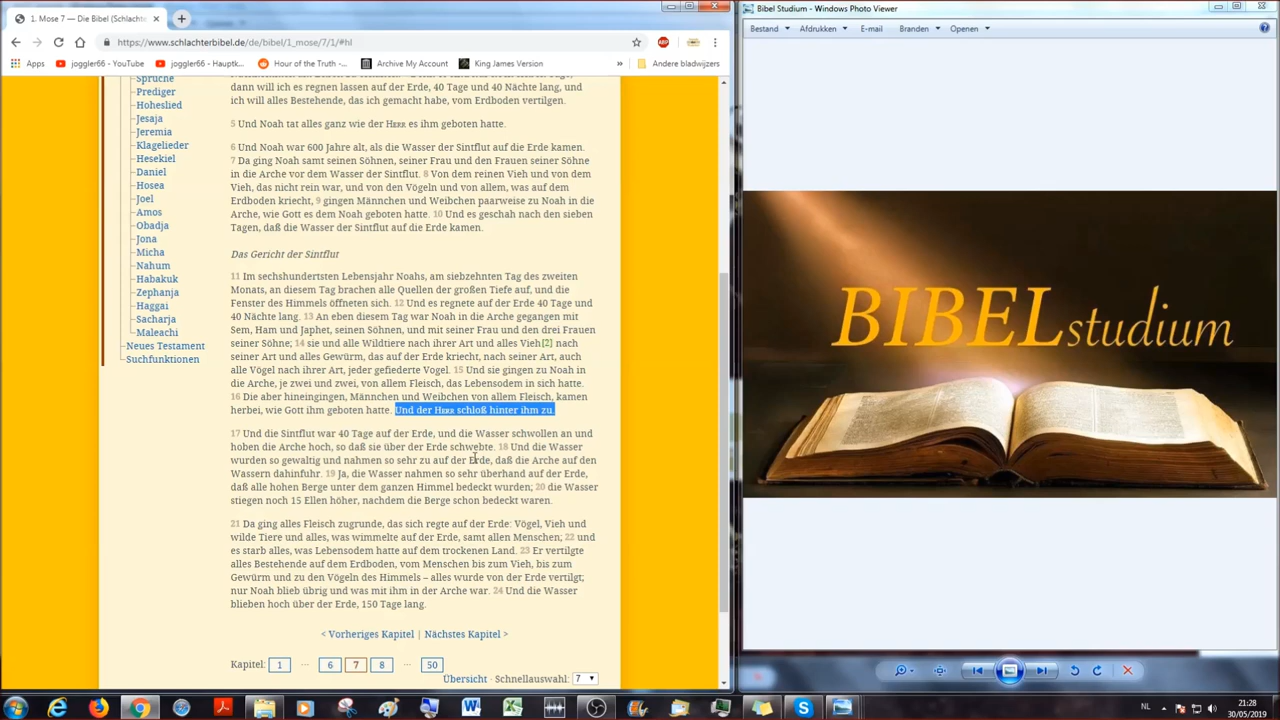 1. Mose 7 — Die Bibel (Schlachte
https://www.schlachterbibel.de/de/bibel/1_mose/7/1/#hl
Apps
joggler66 - YouTube
joggler66 - Hauptk...
Hour of the Truth - ...
Archive My Account
King James Version
»
Andere bladwijzers
Sprüche
Prediger
Hoheslied
Jesaja
Jeremia
Klagelieder
Hesekiel
Daniel
Hosea
Joel
Amos
Obadja
Jona
Micha
Nahum
Habakuk
Zephanja
Haggai
Sacharja
Maleachi
Neues Testament
Suchfunktionen
dann will ich es regnen lassen auf der Erde, 40 Tage und 40 Nächte lang, und
ich will alles Bestehende, das ich gemacht habe, vom Erdboden vertilgen.
5 Und Noah tat alles ganz wie der HERR es ihm geboten hatte.
6 Und Noah war 600 Jahre alt, als die Wasser der Sintflut auf die Erde kamen.
7 Da ging Noah samt seinen Söhnen, seiner Frau und den Frauen seiner Söhne
in die Arche vor dem Wasser der Sintflut. 8 Von dem reinen Vieh und von dem
Vieh, das nicht rein war, und von den Vögeln und von allem, was auf dem
Erdboden kriecht, 9 gingen Männchen und Weibchen paarweise zu Noah in die
Arche, wie Gott es dem Noah geboten hatte. 10 Und es geschah nach den sieben
Tagen, daß die Wasser der Sintflut auf die Erde kamen.
Das Gericht der Sintflut
11 Im sechshundertsten Lebensjahr Noahs, am siebzehnten Tag des zweiten
Monats, an diesem Tag brachen alle Quellen der großen Tiefe auf, und die
Fenster des Himmels öffneten sich. 12 Und es regnete auf der Erde 40 Tage und
40 Nächte lang. 13 An eben diesem Tag war Noah in die Arche gegangen mit
Sem, Ham und Japhet, seinen Söhnen, und mit seiner Frau und den drei Frauen
seiner Söhne; 14 sie und alle Wildtiere nach ihrer Art und alles Vieh[2] nach
seiner Art und alles Gewürm, das auf der Erde kriecht, nach seiner Art, auch
alle Vögel nach ihrer Art, jeder gefiederte Vogel. 15 Und sie gingen zu Noah in
die Arche, je zwei und zwei, von allem Fleisch, das Lebensodem in sich hatte.
16 Die aber hineingingen, Männchen und Weibchen von allem Fleisch, kamen
herbei, wie Gott ihm geboten hatte. Und der HERR schloß hinter ihm zu.
17 Und die Sintflut war 40 Tage auf der Erde, und die Wasser schwollen an und
hoben die Arche hoch, so daß sie über der Erde schwebte. 18 Und die Wasser
wurden so gewaltig und nahmen so sehr zu auf der Erde, daß die Arche auf den
Wassern dahinfuhr. 19 Ja, die Wasser nahmen so sehr überhand auf der Erde,
daß alle hohen Berge unter dem ganzen Himmel bedeckt wurden; 20 die Wasser
stiegen noch 15 Ellen höher, nachdem die Berge schon bedeckt waren.
21 Da ging alles Fleisch zugrunde, das sich regte auf der Erde: Vögel, Vieh und
wilde Tiere und alles, was wimmelte auf der Erde, samt allen Menschen; 22 und
es starb alles, was Lebensodem hatte auf dem trockenen Land. 23 Er vertilgte
alles Bestehende auf dem Erdboden, vom Menschen bis zum Vieh, bis zum
Gewürm und zu den Vögeln des Himmels – alles wurde von der Erde vertilgt;
nur Noah blieb übrig und was mit ihm in der Arche war. 24 Und die Wasser
blieben hoch über der Erde, 150 Tage lang.
< Vorheriges Kapitel | Nächstes Kapitel >
Kapitel: 1 ... 6 7 8 ... 50
Übersicht · Schnellauswahl: 7
Bibel Studium - Windows Photo Viewer
Bestand
Afdrukken
E-mail
Branden
Openen
BIBELstudium
NL
21:28
30/05/2019